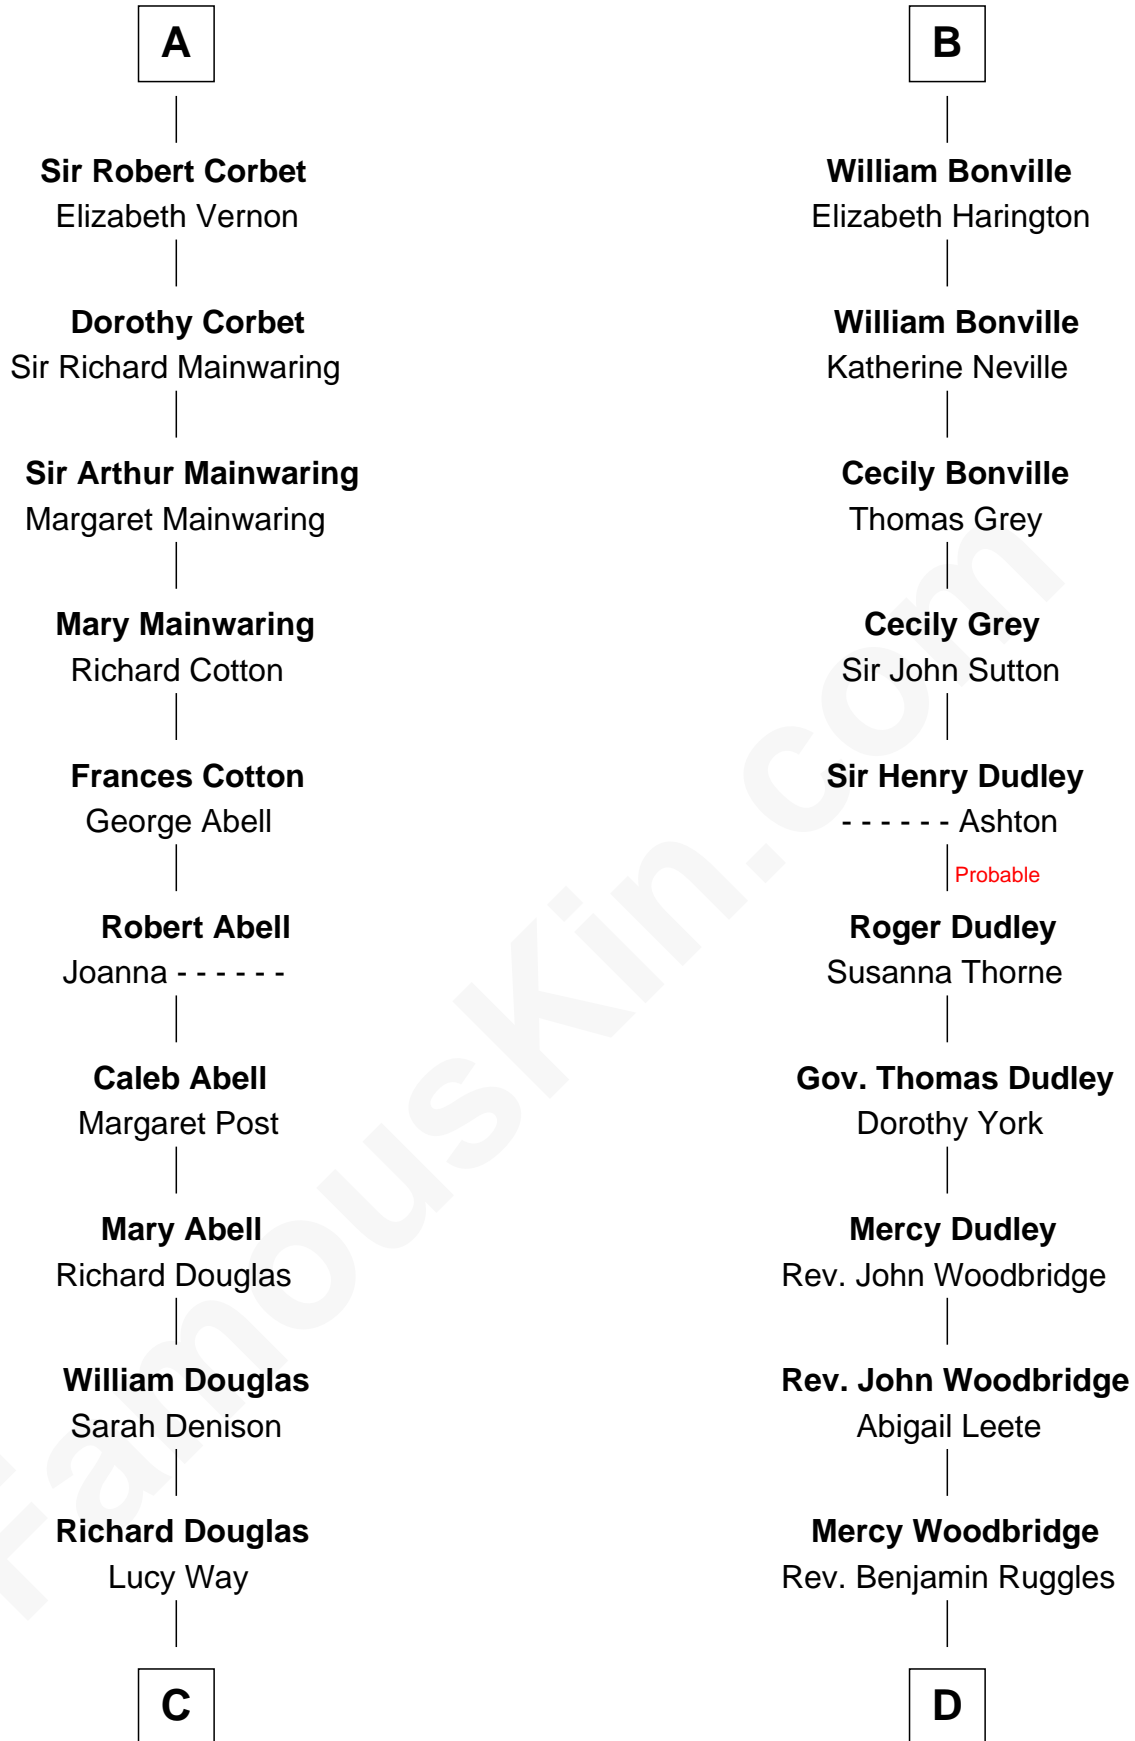 A
Sir Robert Corbet
Elizabeth Vernon
Dorothy Corbet
Sir Richard Mainwaring
Sir Arthur Mainwaring
Margaret Mainwaring
Mary Mainwaring
Richard Cotton
Frances Cotton
George Abell
Robert Abell
Joanna - - - - - -
Caleb Abell
Margaret Post
Mary Abell
Richard Douglas
William Douglas
Sarah Denison
Richard Douglas
Lucy Way
C
B
William Bonville
Elizabeth Harington
William Bonville
Katherine Neville
Cecily Bonville
Thomas Grey
Cecily Grey
Sir John Sutton
Sir Henry Dudley
- - - - - - Ashton
Probable
Roger Dudley
Susanna Thorne
Gov. Thomas Dudley
Dorothy York
Mercy Dudley
Rev. John Woodbridge
Rev. John Woodbridge
Abigail Leete
Mercy Woodbridge
Rev. Benjamin Ruggles
D
FamousKin.com